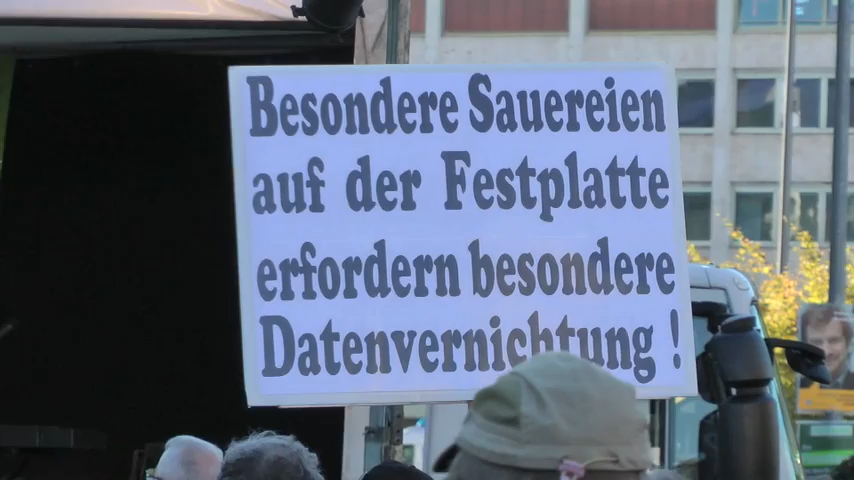 Besondere Sauereien
auf der Festplatte
erfordern besondere
Datenvernichtung !